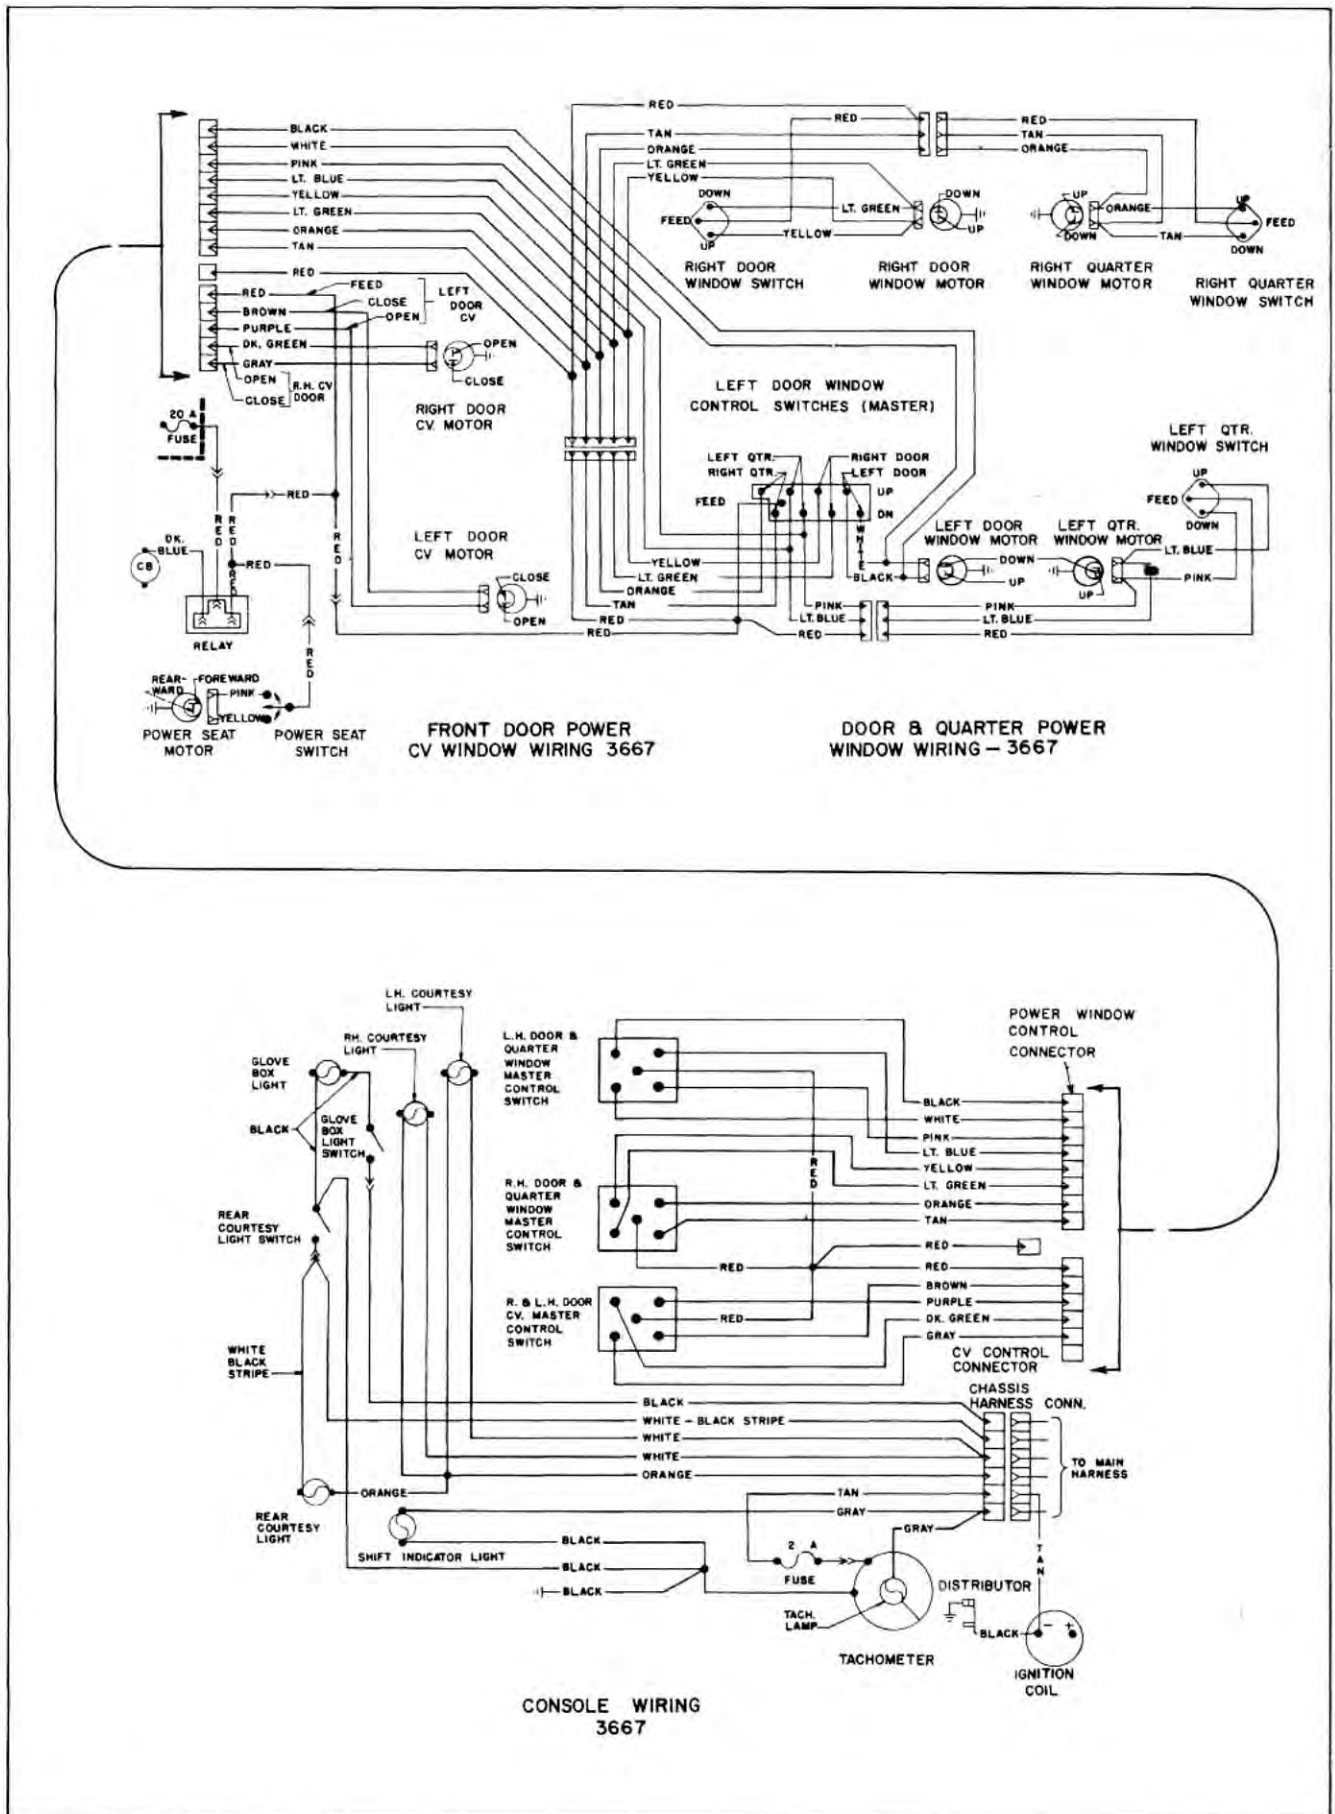 RED
BLACK
RED
RED
WHITE
TAN
TAN
PINK
ORANGE
ORANGE
LT. BLUE
LT. GREEN
YELLOW
YELLOW
LT. GREEN
ORANGE
TAN
DOWN
FEED
UP
LT. GREEN
YELLOW
DOWN
UP
UP
DOWN
ORANGE
TAN
UP
FEED
DOWN
RIGHT DOOR
WINDOW SWITCH
RIGHT DOOR
WINDOW MOTOR
RIGHT QUARTER
WINDOW MOTOR
RIGHT QUARTER
WINDOW SWITCH
RED
RED
FEED
LEFT
DOOR
CV
BROWN
CLOSE
PURPLE
OPEN
DK. GREEN
GRAY
OPEN
CLOSE
R.H. CV
DOOR
OPEN
CLOSE
RIGHT DOOR
CV. MOTOR
20 A
FUSE
LEFT DOOR WINDOW
CONTROL SWITCHES (MASTER)
LEFT QTR.
RIGHT QTR.
RIGHT DOOR
LEFT DOOR
FEED
UP
DN
WHITE
LEFT QTR.
WINDOW SWITCH
UP
FEED
DOWN
RED
RED
RED
RED
RED
RED
DK.
BLUE
CB
RELAY
LEFT DOOR
CV MOTOR
CLOSE
OPEN
YELLOW
LT. GREEN
ORANGE
TAN
RED
RED
BLACK
LEFT DOOR
WINDOW MOTOR
DOWN
UP
LEFT QTR.
WINDOW MOTOR
UP
LT. BLUE
PINK
PINK
LT. BLUE
RED
PINK
LT. BLUE
RED
RED
REAR-
WARD
FOREWARD
PINK
YELLOW
POWER SEAT
MOTOR
POWER SEAT
SWITCH
FRONT DOOR POWER
CV WINDOW WIRING 3667
DOOR & QUARTER POWER
WINDOW WIRING – 3667
LH. COURTESY
LIGHT
RH. COURTESY
LIGHT
GLOVE
BOX
LIGHT
BLACK
GLOVE
BOX
LIGHT
SWITCH
REAR
COURTESY
LIGHT SWITCH
WHITE
BLACK
STRIPE
L.H. DOOR &
QUARTER
WINDOW
MASTER
CONTROL
SWITCH
R.H. DOOR &
QUARTER
WINDOW
MASTER
CONTROL
SWITCH
R. & L.H. DOOR
CV. MASTER
CONTROL
SWITCH
RED
RED
RED
POWER WINDOW
CONTROL
CONNECTOR
BLACK
WHITE
PINK
LT. BLUE
YELLOW
LT. GREEN
ORANGE
TAN
RED
RED
BROWN
PURPLE
DK. GREEN
GRAY
CV CONTROL
CONNECTOR
CHASSIS
HARNESS CONN.
BLACK
WHITE - BLACK STRIPE
WHITE
WHITE
ORANGE
TAN
GRAY
TO MAIN
HARNESS
ORANGE
REAR
COURTESY
LIGHT
SHIFT INDICATOR LIGHT
BLACK
BLACK
BLACK
2 A
FUSE
GRAY
TAN
TACH.
LAMP
TACHOMETER
DISTRIBUTOR
BLACK
- +
IGNITION
COIL
CONSOLE WIRING
3667